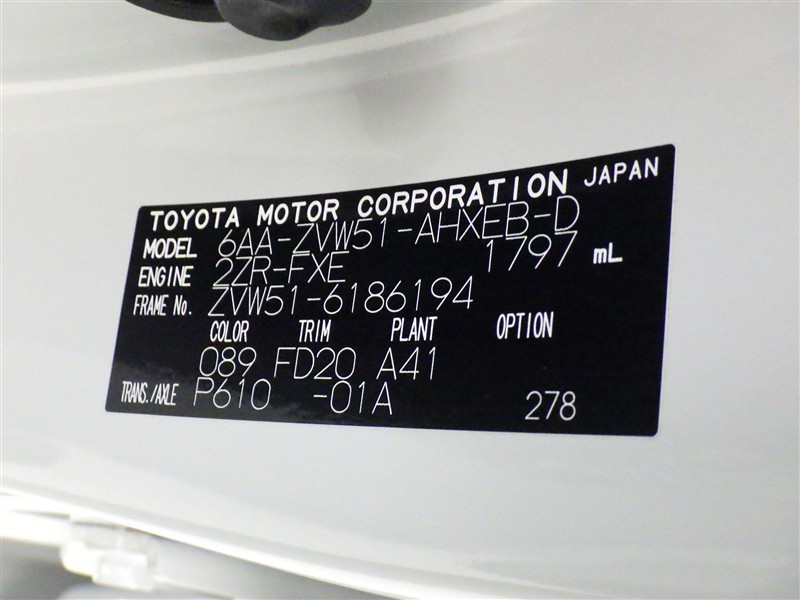 TOYOTA MOTOR CORPORATION JAPAN
MODEL 6AA-ZVW51-AHXEB-D
ENGINE 2ZR-FXE 1797 mL
FRAME No. ZVW51-6186194
COLOR TRIM PLANT OPTION
089 FD20 A41
TRANS./AXLE P610 -01A 278